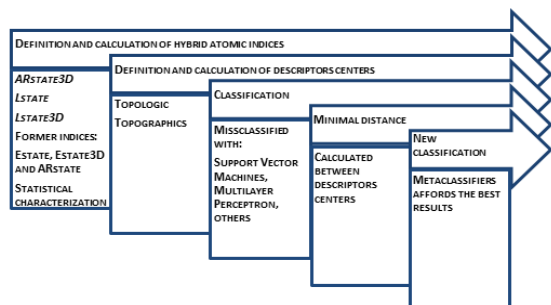 DEFINITION AND CALCULATION OF HYBRID ATOMIC INDICES
ARSTATE3D
LSTATE
LSTATE3D
FORMER INDICES:
ESTATE, ESTATE3D
AND ARSTATE
STATISTICAL
CHARACTERIZATION
DEFINITION AND CALCULATION OF DESCRIPTORS CENTERS
TOPOLOGIC
TOPOGRAPHICS
CLASSIFICATION
MISSCLASSIFIED
WITH:
SUPPORT VECTOR
MACHINES,
MULTILAYER
PERCEPTRON,
OTHERS
MINIMAL DISTANCE
CALCULATED
BETWEEN
DESCRIPTORS
CENTERS
NEW
CLASSIFICATION
METACLASSIFIERS
AFFORDS THE BEST
RESULTS